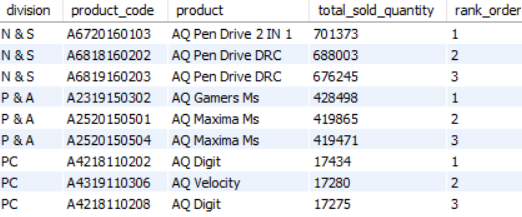 division product_code product total_sold_quantity rank_order
N & S A6720160103 AQ Pen Drive 2 IN 1 701373 1
N & S A6818160202 AQ Pen Drive DRC 688003 2
N & S A6819160203 AQ Pen Drive DRC 676245 3
P & A A2319150302 AQ Gamers Ms 428498 1
P & A A2520150501 AQ Maxima Ms 419865 2
P & A A2520150504 AQ Maxima Ms 419471 3
PC A4218110202 AQ Digit 17434 1
PC A4319110306 AQ Velocity 17280 2
PC A4218110208 AQ Digit 17275 3